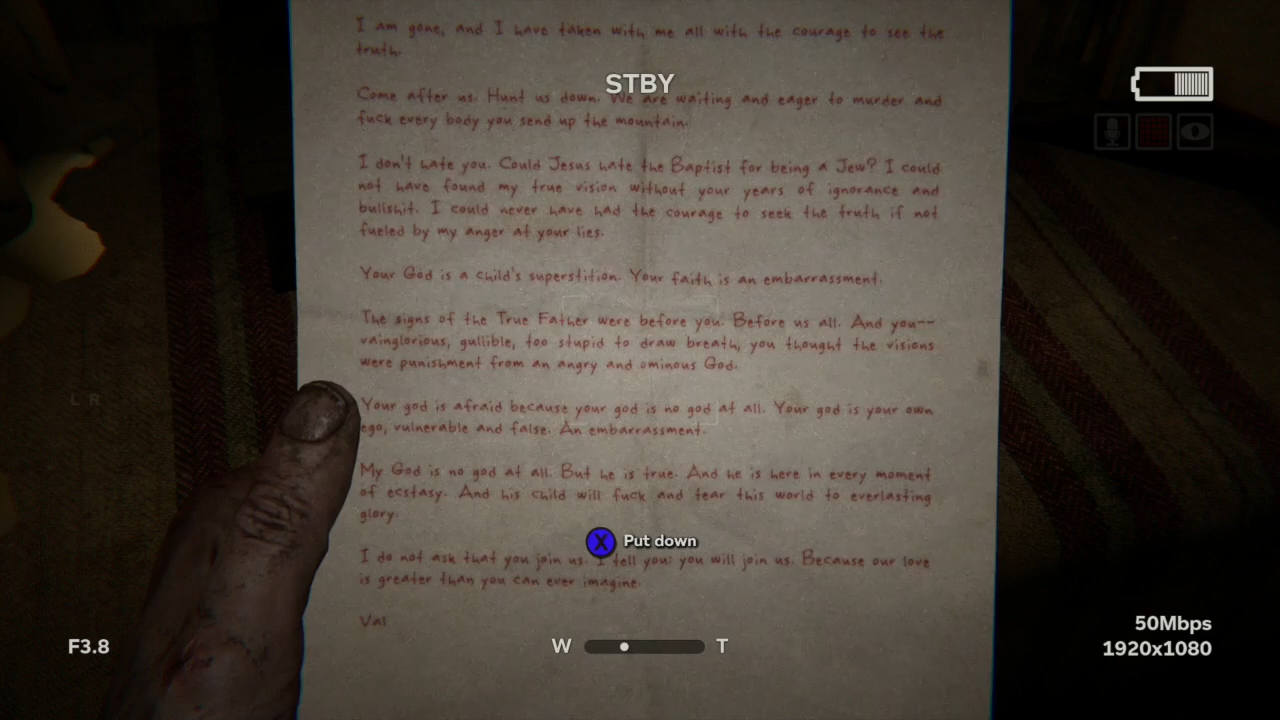 I am gone, and I have taken with me all with the courage to see the
truth.
STBY
Come after us. Hunt us down. We are waiting and eager to murder and
fuck every body you send up the mountain.
I don't hate you. Could Jesus hate the Baptist for being a Jew? I could
not have found my true vision without your years of ignorance and
bullshit. I could never have had the courage to seek the truth if not
fueled by my anger at your lies.
Your God is a child's superstition. Your faith is an embarrassment.
The signs of the True Father were before you. Before us all. And you--
vainglorious, gullible, too stupid to draw breath, you thought the visions
were punishment from an angry and ominous God.
L R
Your god is afraid because your god is no god at all. Your god is your own
ego, vulnerable and false. An embarrassment.
My God is no god at all. But he is true. And he is here in every moment
of ecstasy. And his child will fuck and tear this world to everlasting
glory.
X Put down
I do not ask that you join us. I tell you: you will join us. Because our love
is greater than you can ever imagine.
Val
F3.8
W T
50Mbps
1920x1080